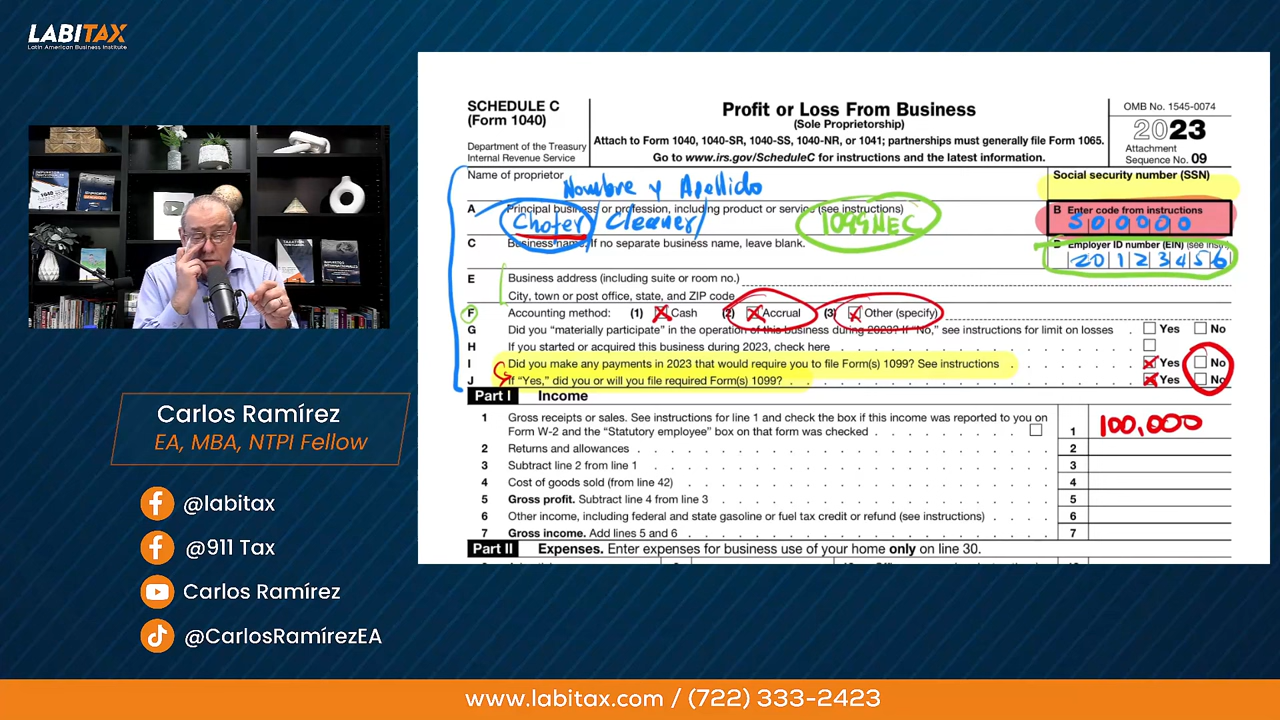 LABITAX
Latin American Business Institute
SCHEDULE C
(Form 1040)
Department of the Treasury
Internal Revenue Service
Profit or Loss From Business
(Sole Proprietorship)
Attach to Form 1040, 1040-SR, 1040-SS, 1040-NR, or 1041; partnerships must generally file Form 1065.
Go to www.irs.gov/ScheduleC for instructions and the latest information.
OMB No. 1545-0074
2023
Attachment
Sequence No. 09
Name of proprietor
Nombre y Apellido
Social security number (SSN)
A Principal business or profession, including product or service (see instructions)
Chofer/Cleaner/
1099NEC
B Enter code from instructions
500000
C Business name. If no separate business name, leave blank.
D Employer ID number (EIN) (see instr.)
20123456
E Business address (including suite or room no.)
City, town or post office, state, and ZIP code
F Accounting method: (1) Cash (2) Accrual (3) Other (specify)
G Did you “materially participate” in the operation of this business during 2023? If “No,” see instructions for limit on losses Yes No
H If you started or acquired this business during 2023, check here
I Did you make any payments in 2023 that would require you to file Form(s) 1099? See instructions Yes No
J If “Yes,” did you or will you file required Form(s) 1099? Yes No
Part I Income
1 Gross receipts or sales. See instructions for line 1 and check the box if this income was reported to you on
Form W-2 and the “Statutory employee” box on that form was checked 1 100,000
2 Returns and allowances 2
3 Subtract line 2 from line 1 3
4 Cost of goods sold (from line 42) 4
5 Gross profit. Subtract line 4 from line 3 5
6 Other income, including federal and state gasoline or fuel tax credit or refund (see instructions) 6
7 Gross income. Add lines 5 and 6 7
Part II Expenses. Enter expenses for business use of your home only on line 30.
Carlos Ramírez
EA, MBA, NTPI Fellow
@labitax
@911 Tax
Carlos Ramírez
@CarlosRamírezEA
www.labitax.com / (722) 333-2423